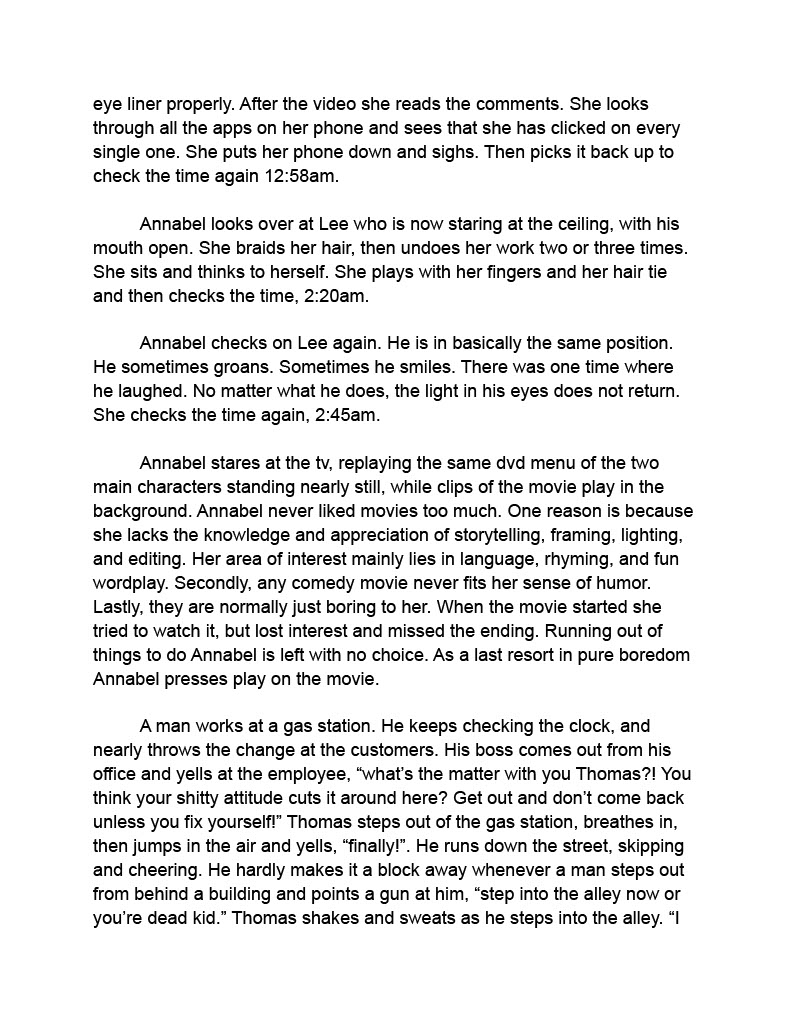 eye liner properly. After the video she reads the comments. She looks
through all the apps on her phone and sees that she has clicked on every
single one. She puts her phone down and sighs. Then picks it back up to
check the time again 12:58am.
Annabel looks over at Lee who is now staring at the ceiling, with his
mouth open. She braids her hair, then undoes her work two or three times.
She sits and thinks to herself. She plays with her fingers and her hair tie
and then checks the time, 2:20am.
Annabel checks on Lee again. He is in basically the same position.
He sometimes groans. Sometimes he smiles. There was one time where
he laughed. No matter what he does, the light in his eyes does not return.
She checks the time again, 2:45am.
Annabel stares at the tv, replaying the same dvd menu of the two
main characters standing nearly still, while clips of the movie play in the
background. Annabel never liked movies too much. One reason is because
she lacks the knowledge and appreciation of storytelling, framing, lighting,
and editing. Her area of interest mainly lies in language, rhyming, and fun
wordplay. Secondly, any comedy movie never fits her sense of humor.
Lastly, they are normally just boring to her. When the movie started she
tried to watch it, but lost interest and missed the ending. Running out of
things to do Annabel is left with no choice. As a last resort in pure boredom
Annabel presses play on the movie.
A man works at a gas station. He keeps checking the clock, and
nearly throws the change at the customers. His boss comes out from his
office and yells at the employee, “what’s the matter with you Thomas?! You
think your shitty attitude cuts it around here? Get out and don’t come back
unless you fix yourself!” Thomas steps out of the gas station, breathes in,
then jumps in the air and yells, “finally!”. He runs down the street, skipping
and cheering. He hardly makes it a block away whenever a man steps out
from behind a building and points a gun at him, “step into the alley now or
you’re dead kid.” Thomas shakes and sweats as he steps into the alley. “I